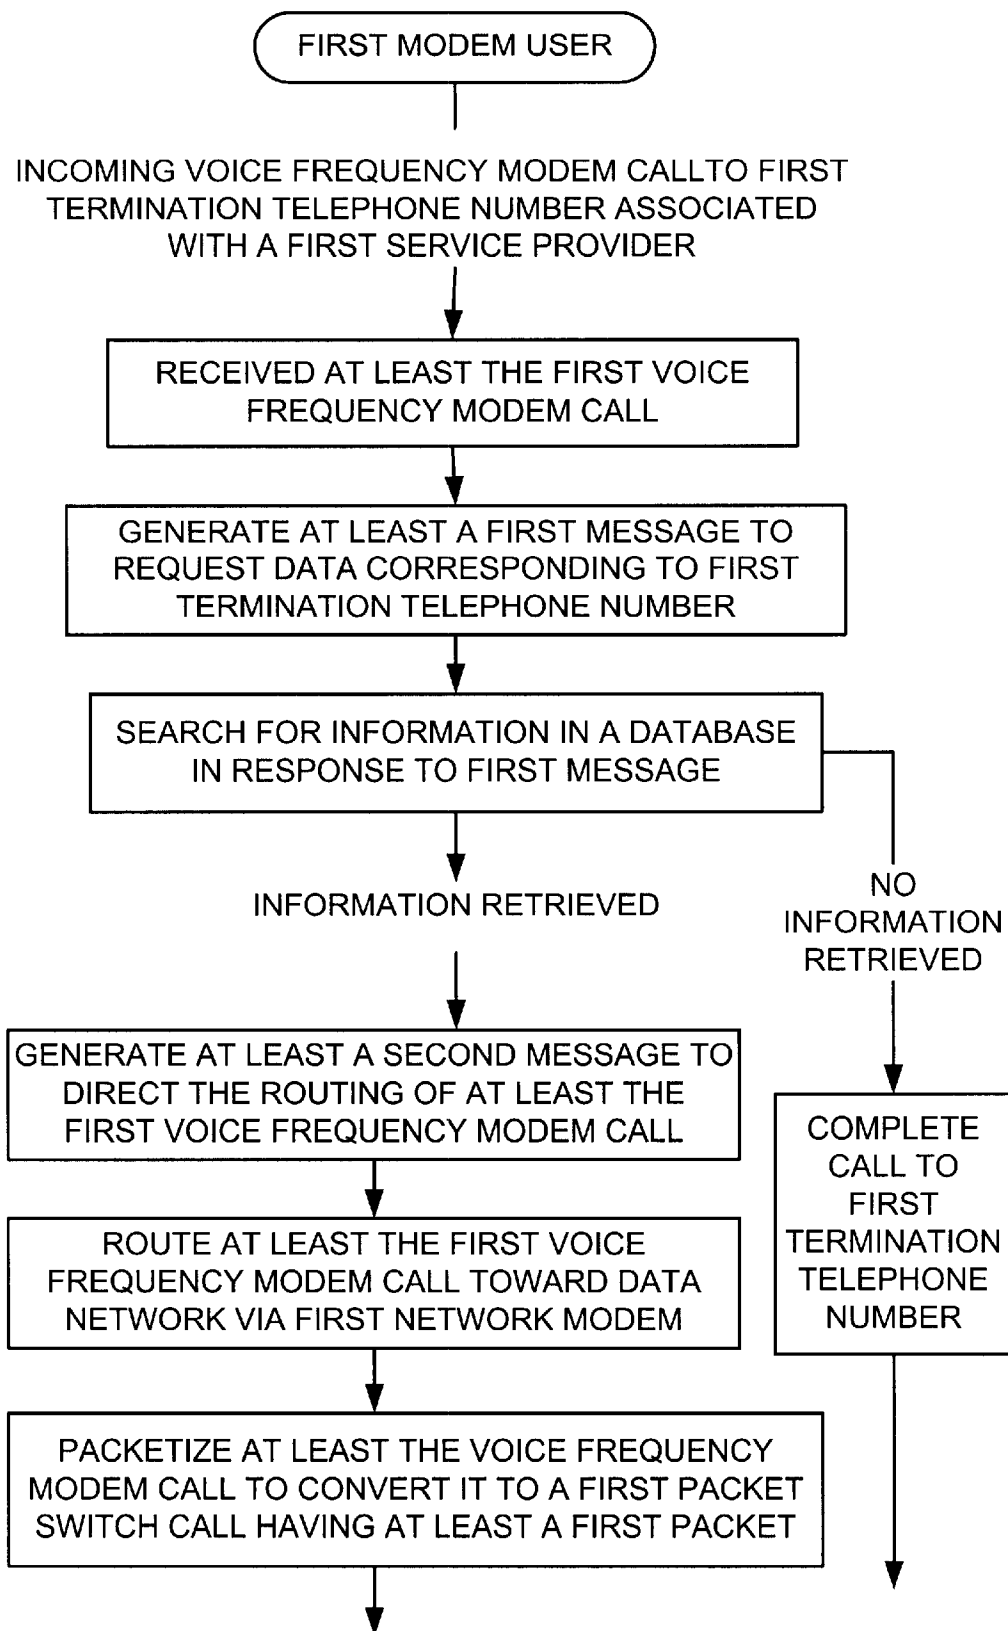 FIRST MODEM USER
INCOMING VOICE FREQUENCY MODEM CALLTO FIRST
TERMINATION TELEPHONE NUMBER ASSOCIATED
WITH A FIRST SERVICE PROVIDER
RECEIVED AT LEAST THE FIRST VOICE
FREQUENCY MODEM CALL
GENERATE AT LEAST A FIRST MESSAGE TO
REQUEST DATA CORRESPONDING TO FIRST
TERMINATION TELEPHONE NUMBER
SEARCH FOR INFORMATION IN A DATABASE
IN RESPONSE TO FIRST MESSAGE
INFORMATION RETRIEVED
NO
INFORMATION
RETRIEVED
GENERATE AT LEAST A SECOND MESSAGE TO
DIRECT THE ROUTING OF AT LEAST THE
FIRST VOICE FREQUENCY MODEM CALL
COMPLETE
CALL TO
FIRST
TERMINATION
TELEPHONE
NUMBER
ROUTE AT LEAST THE FIRST VOICE
FREQUENCY MODEM CALL TOWARD DATA
NETWORK VIA FIRST NETWORK MODEM
PACKETIZE AT LEAST THE VOICE FREQUENCY
MODEM CALL TO CONVERT IT TO A FIRST PACKET
SWITCH CALL HAVING AT LEAST A FIRST PACKET